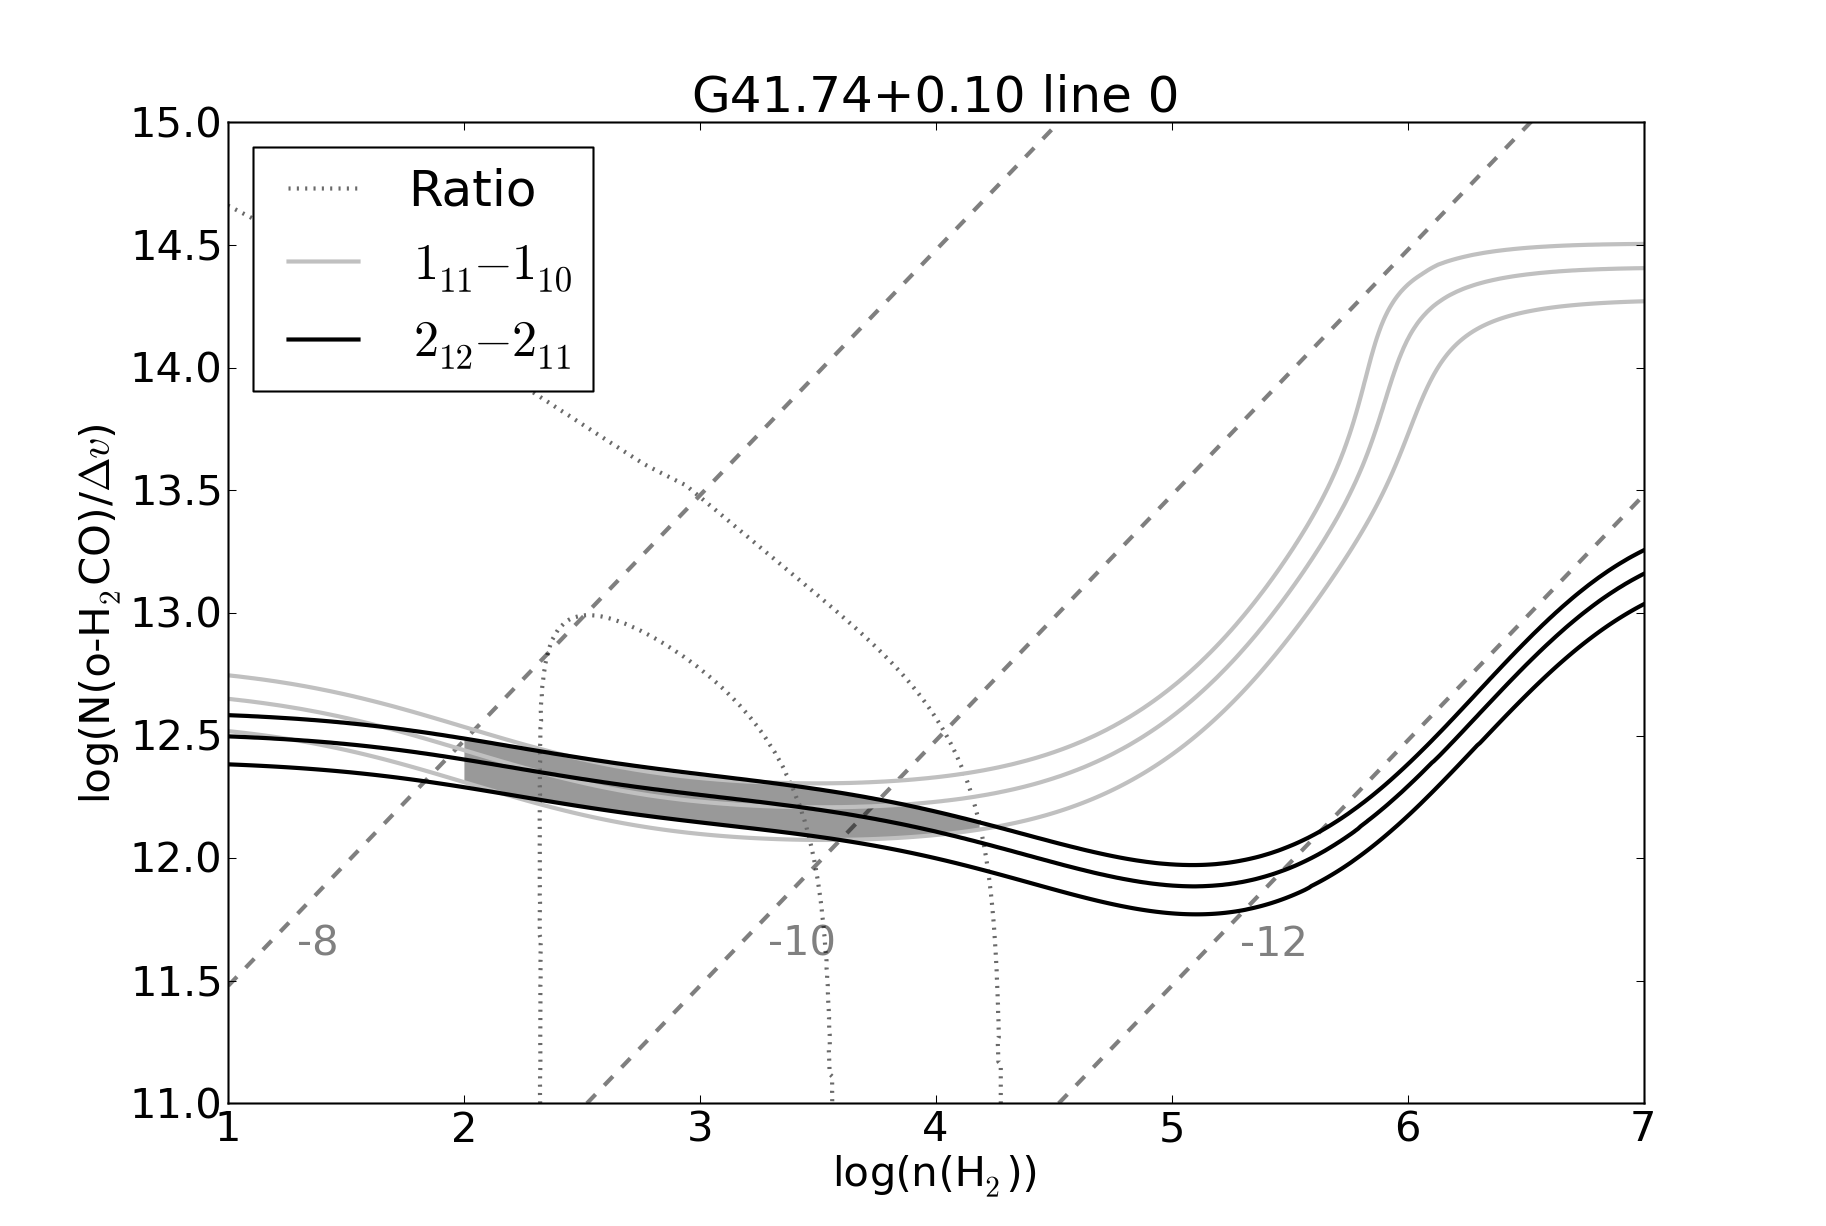 G41.74+0.10 line 0
15.0
14.5
14.0
13.5
13.0
12.5
12.0
11.5
11.0
log(N(o-H₂CO)/Δv)
Ratio
1₁₁−1₁₀
2₁₂−2₁₁
-8
-10
-12
1 2 3 4 5 6 7
log(n(H₂))